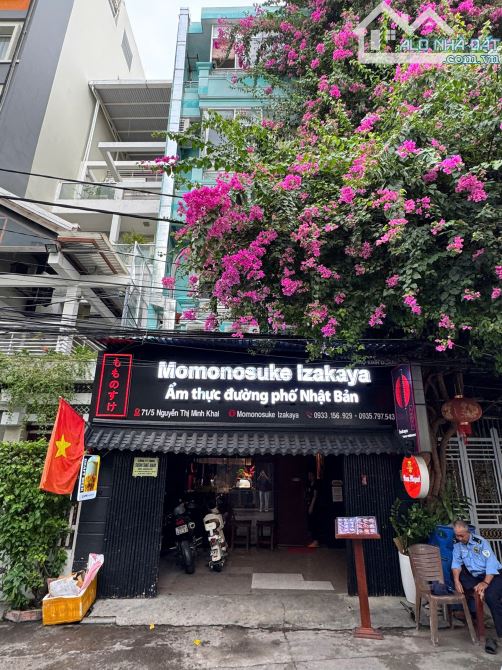 ALO NHÀ ĐẤT
.com.vn
Momonosuke Izakaya
Ẩm thực đường phố Nhật Bản
71/5 Nguyễn Thị Minh Khai
Momonosuke Izakaya
0933 156.929 - 0935.797.543
もものすけ